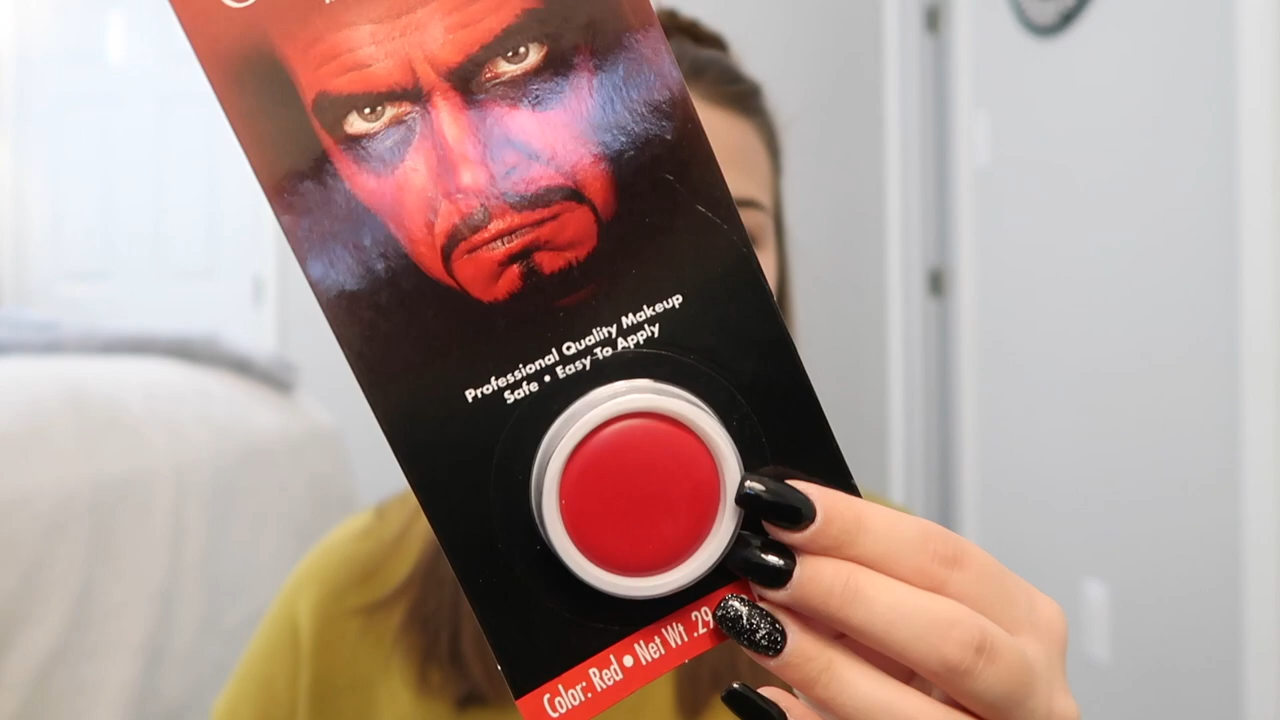 Professional Quality Makeup
Safe • Easy To Apply
Color: Red • Net Wt .29